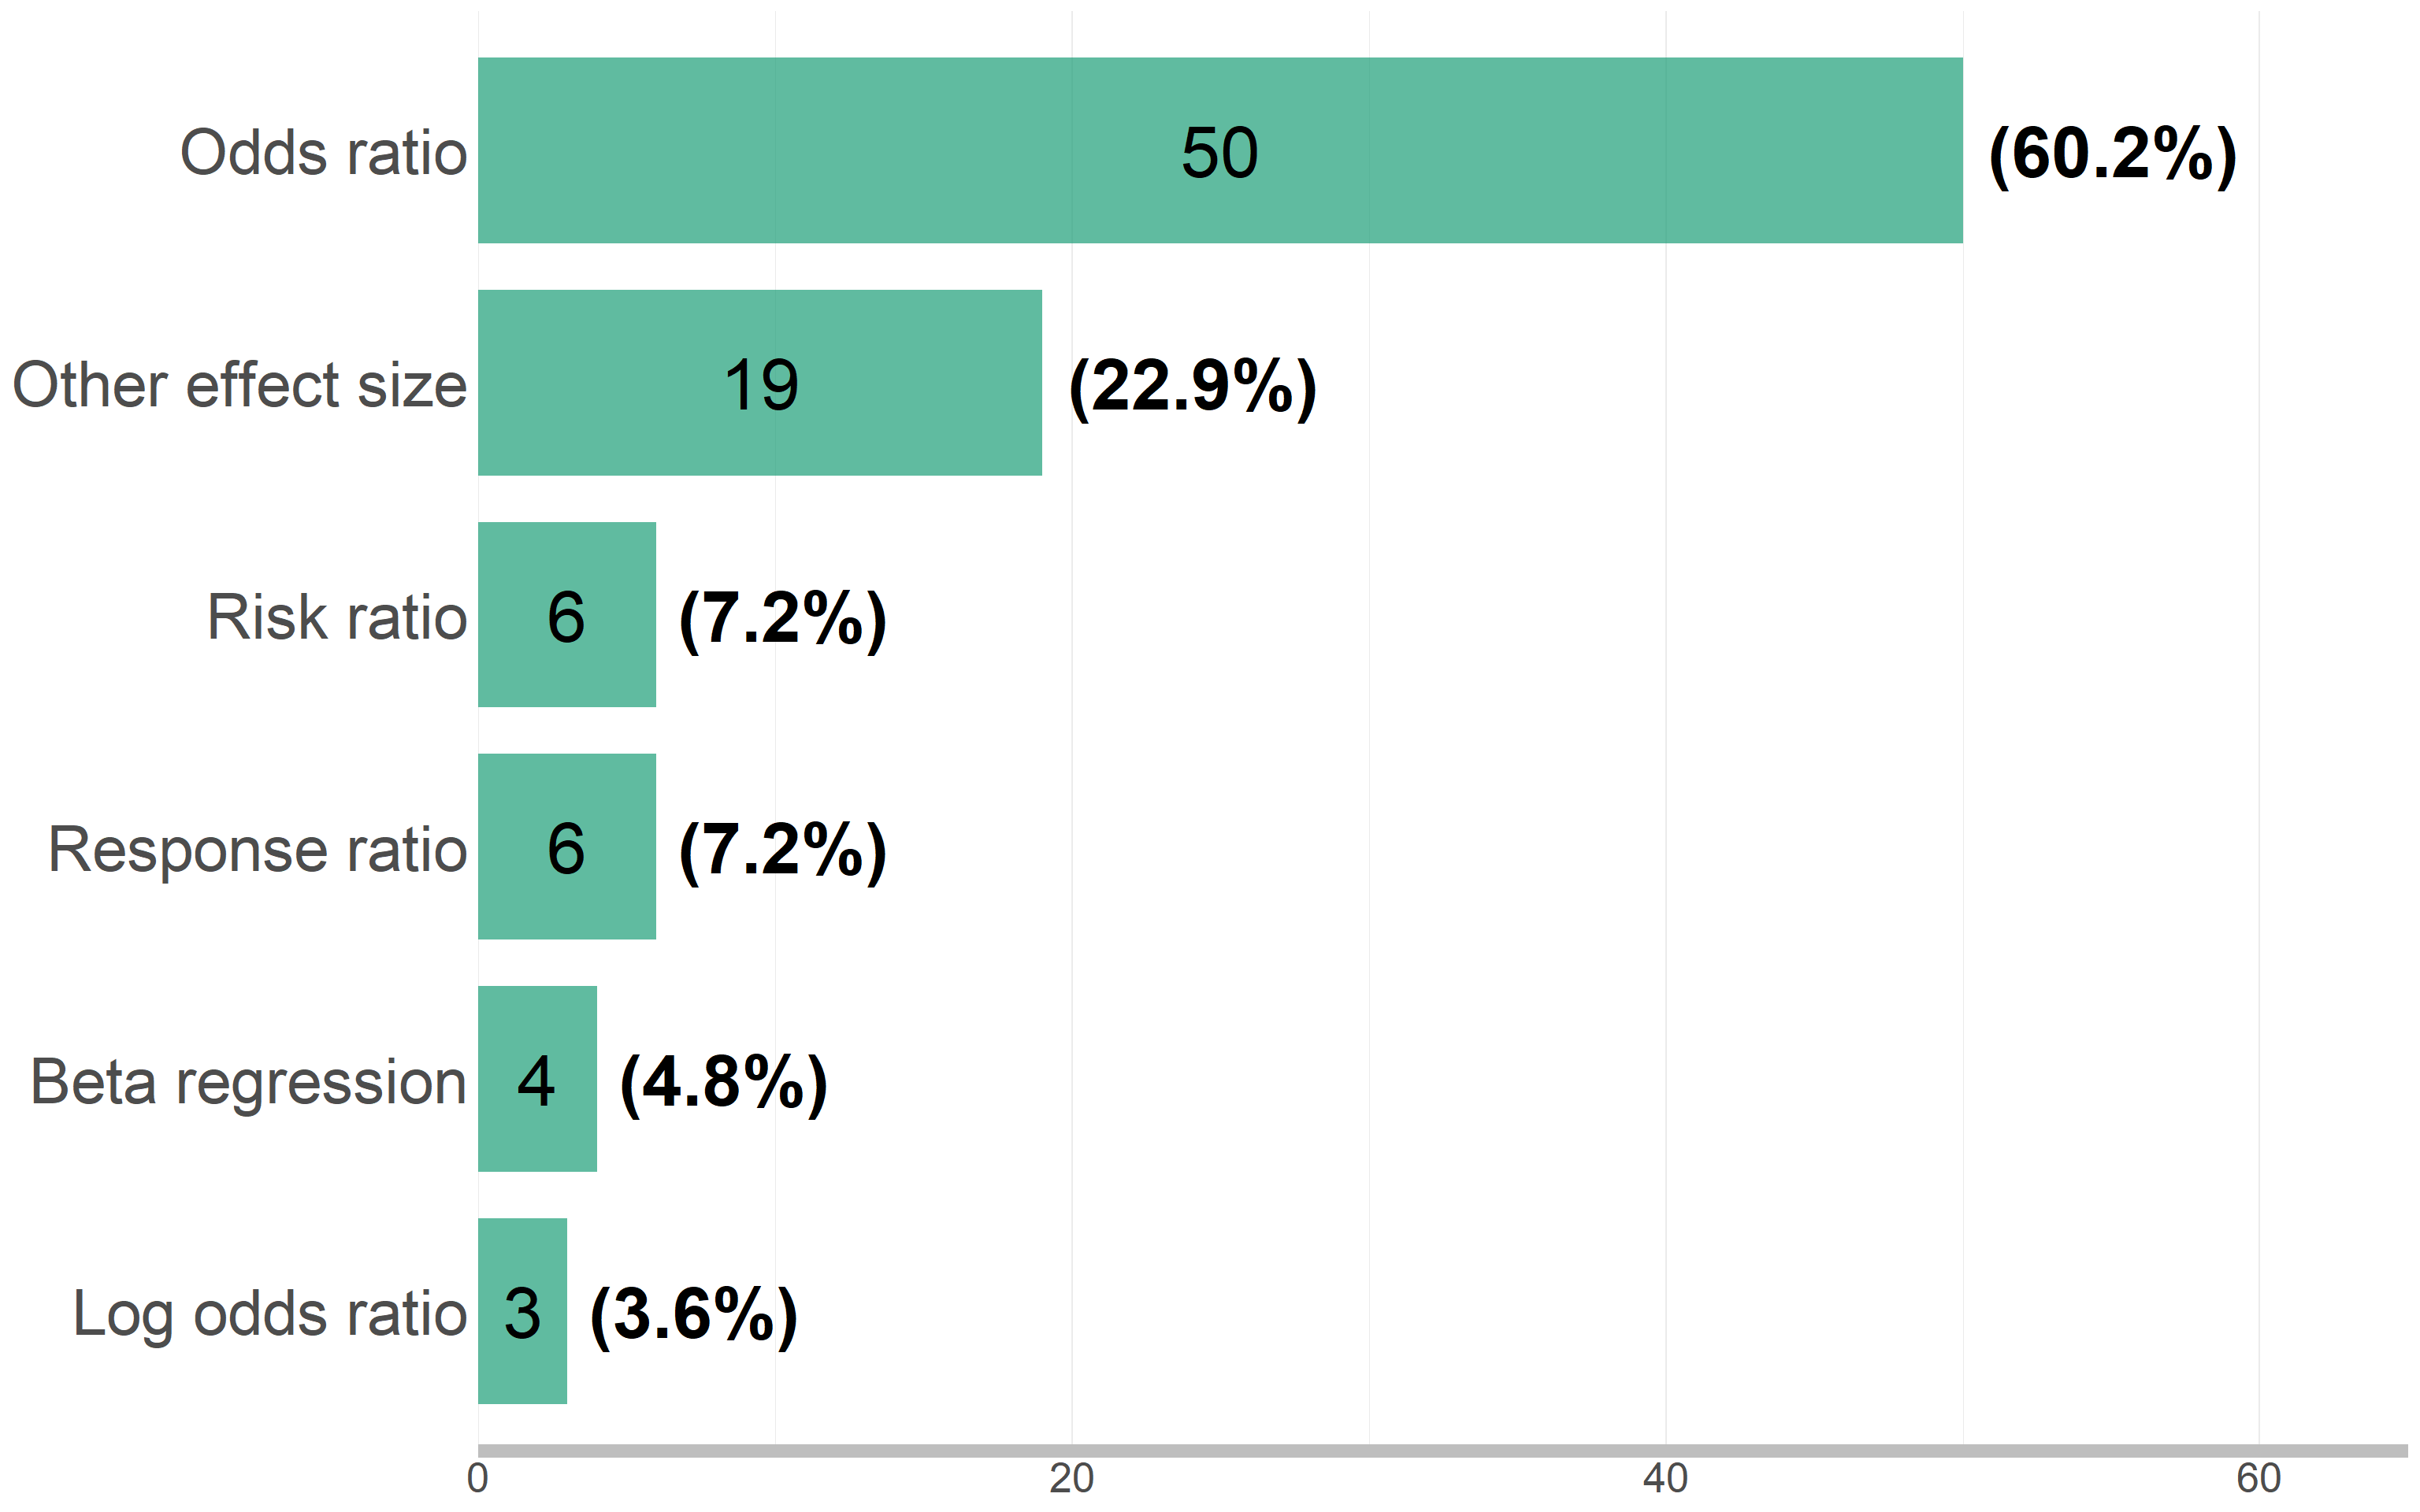 Odds ratio 50 (60.2%)
Other effect size 19 (22.9%)
Risk ratio 6 (7.2%)
Response ratio 6 (7.2%)
Beta regression 4 (4.8%)
Log odds ratio 3 (3.6%)
0 20 40 60